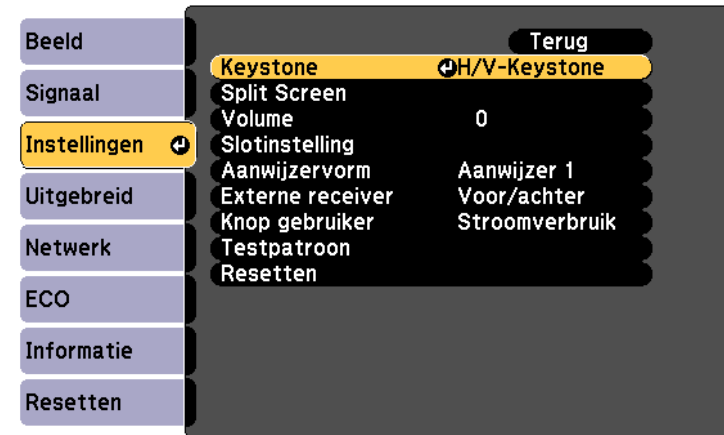 Beeld
Signaal
Instellingen
Uitgebreid
Netwerk
ECO
Informatie
Resetten
Terug
Keystone H/V-Keystone
Split Screen
Volume 0
Slotinstelling
Aanwijzervorm Aanwijzer 1
Externe receiver Voor/achter
Knop gebruiker Stroomverbruik
Testpatroon
Resetten